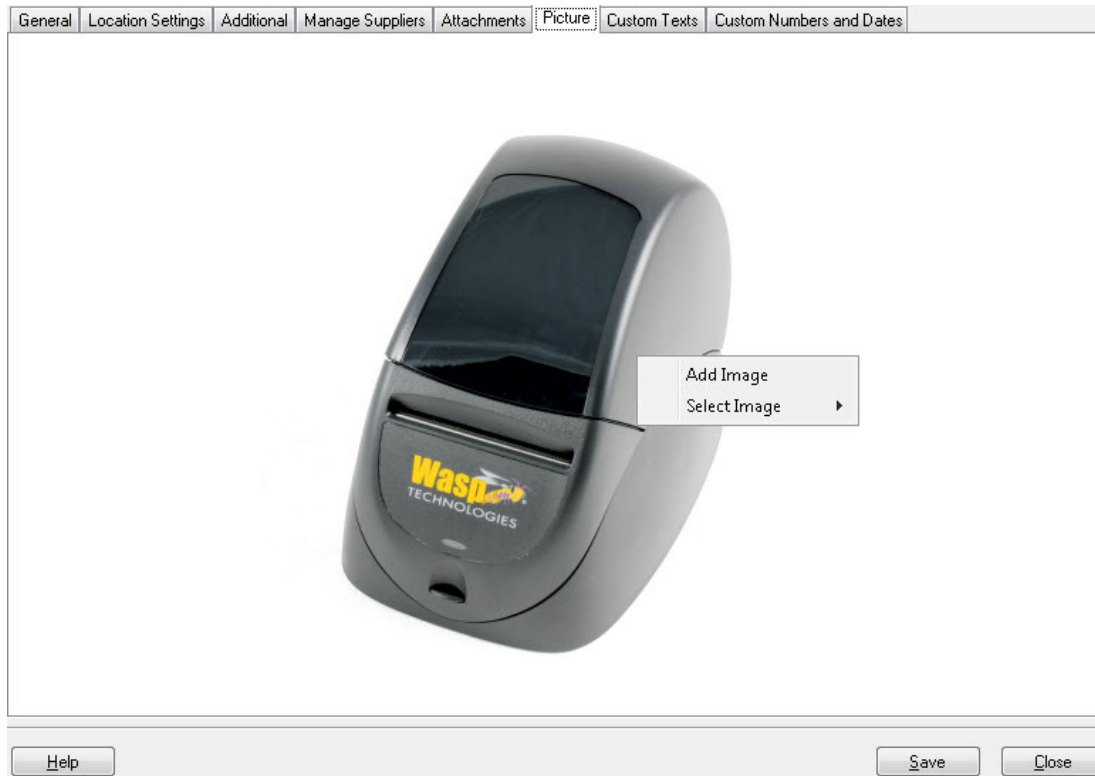 General Location Settings Additional Manage Suppliers Attachments Picture Custom Texts Custom Numbers and Dates
Add Image
Select Image
Wasp
TECHNOLOGIES
Help Save Close